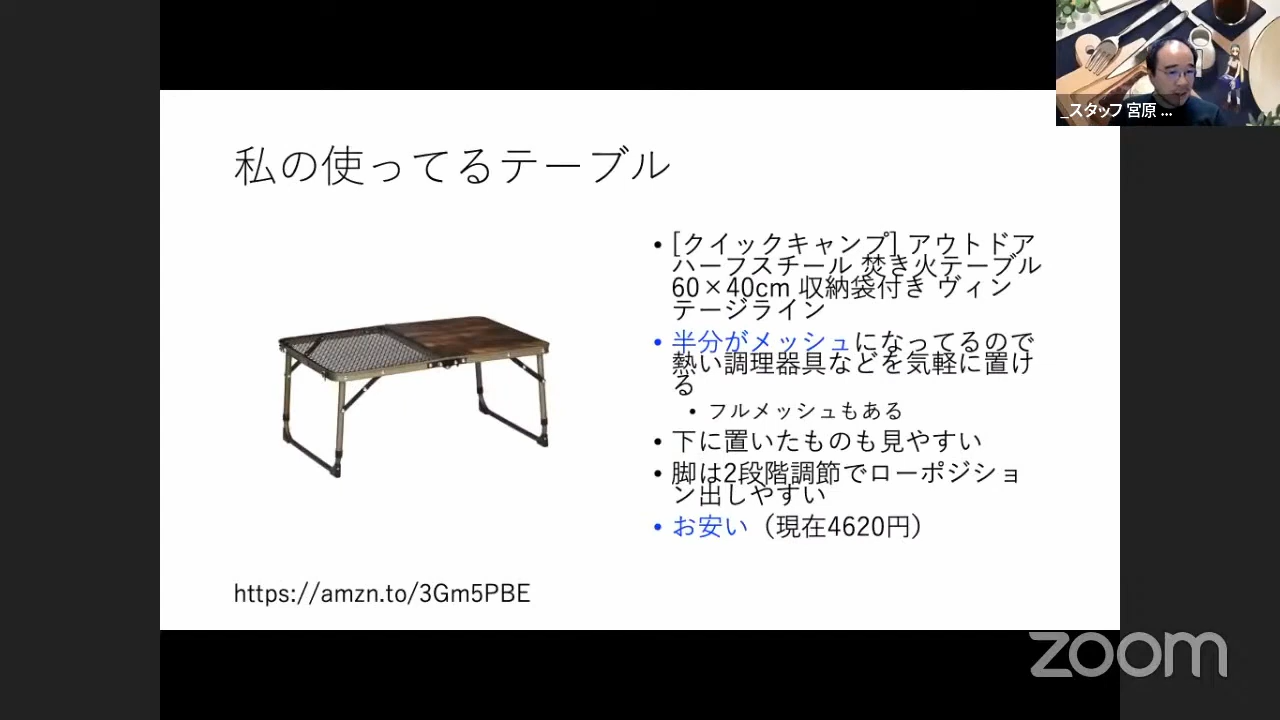 _スタッフ 宮原 ...
私の使ってるテーブル
• [クイックキャンプ] アウトドア
ハーフスチール 焚き火テーブル
60×40cm 収納袋付き ヴィン
テージライン
• 半分がメッシュになってるので
熱い調理器具などを気軽に置け
る
• フルメッシュもある
• 下に置いたものも見やすい
• 脚は2段階調節でローポジショ
ン出しやすい
• お安い（現在4620円）
https://amzn.to/3Gm5PBE
zoom